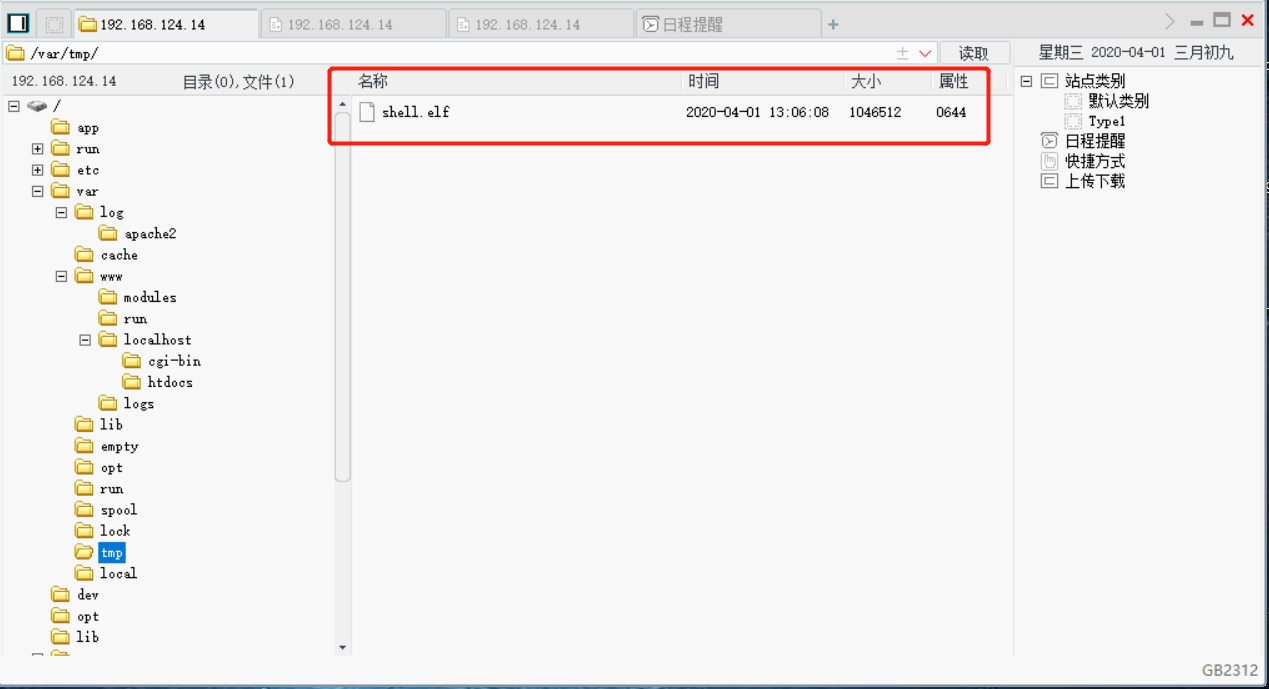 192.168.124.14 192.168.124.14 192.168.124.14 日程提醒 +
/var/tmp/ 读取 星期三 2020-04-01 三月初九
192.168.124.14 目录(0),文件(1)
名称 时间 大小 属性
shell.elf 2020-04-01 13:06:08 1046512 0644
/
app
run
etc
var
log
apache2
cache
www
modules
run
localhost
cgi-bin
htdocs
logs
lib
empty
opt
run
spool
lock
tmp
local
dev
opt
lib
站点类别
默认类别
Type1
日程提醒
快捷方式
上传下载
GB2312